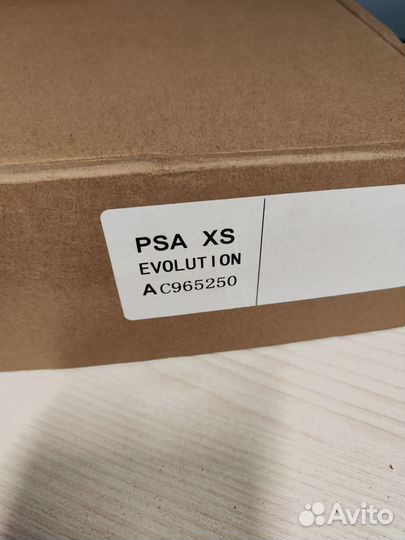 PSA XS
EVOLUTION
AC965250
Avito